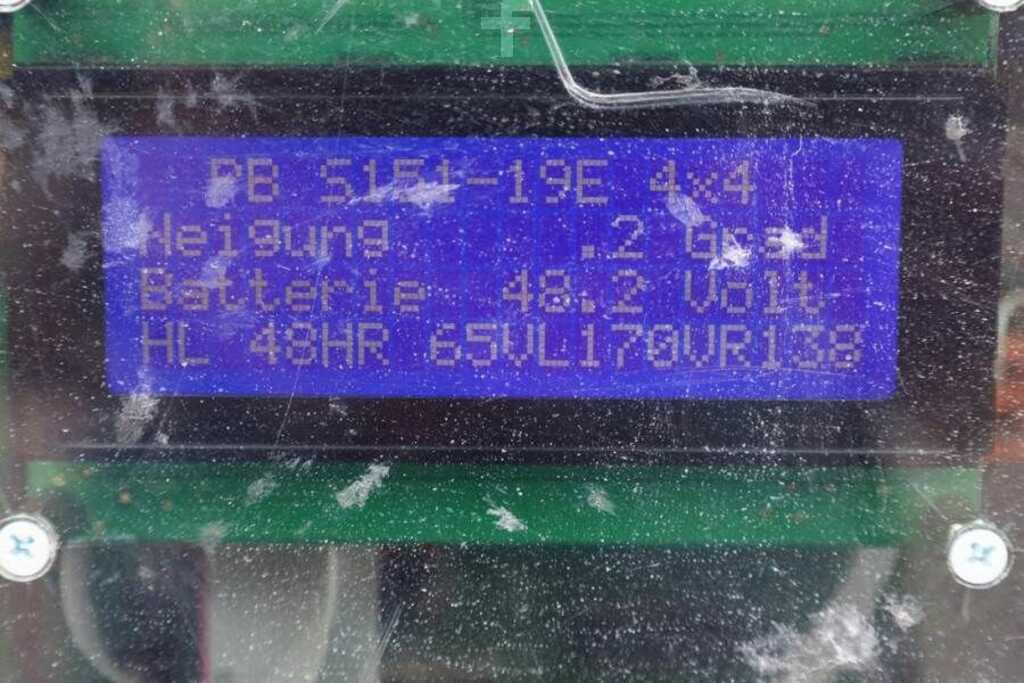 PB S151-19E 4x4
Neigung .2 Grad
Batterie 48.2 Volt
HL 48HR 65VL170VR138